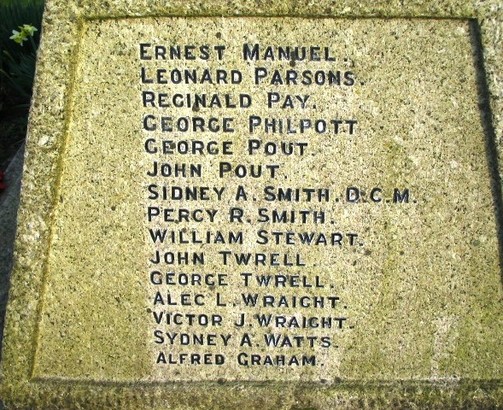 ERNEST MANUEL.
LEONARD PARSONS.
REGINALD PAY.
GEORGE PHILPOTT
GEORGE POUT.
JOHN POUT.
SIDNEY A. SMITH. D.C.M.
PERCY R. SMITH.
WILLIAM STEWART.
JOHN TWRELL.
GEORGE TWRELL.
ALEC L. WRAIGHT.
VICTOR J. WRAIGHT.
SYDNEY A. WATTS.
ALFRED GRAHAM.